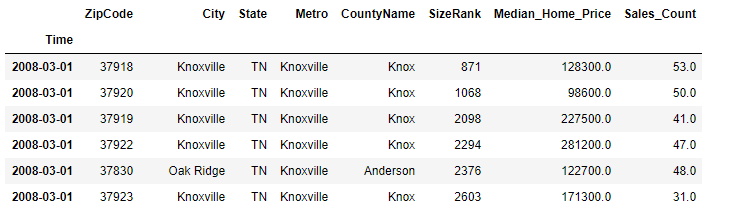 ZipCode City State Metro CountyName SizeRank Median_Home_Price Sales_Count
Time
2008-03-01 37918 Knoxville TN Knoxville Knox 871 128300.0 53.0
2008-03-01 37920 Knoxville TN Knoxville Knox 1068 98600.0 50.0
2008-03-01 37919 Knoxville TN Knoxville Knox 2098 227500.0 41.0
2008-03-01 37922 Knoxville TN Knoxville Knox 2294 281200.0 47.0
2008-03-01 37830 Oak Ridge TN Knoxville Anderson 2376 122700.0 48.0
2008-03-01 37923 Knoxville TN Knoxville Knox 2603 171300.0 31.0